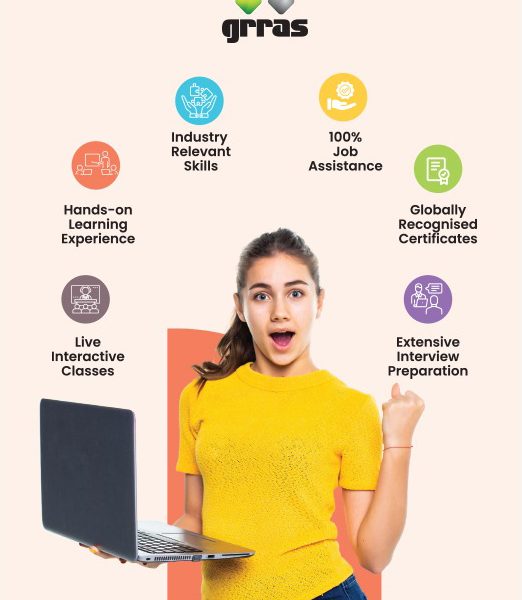 grras
Industry
Relevant
Skills
100%
Job
Assistance
Hands-on
Learning
Experience
Globally
Recognised
Certificates
Live
Interactive
Classes
Extensive
Interview
Preparation